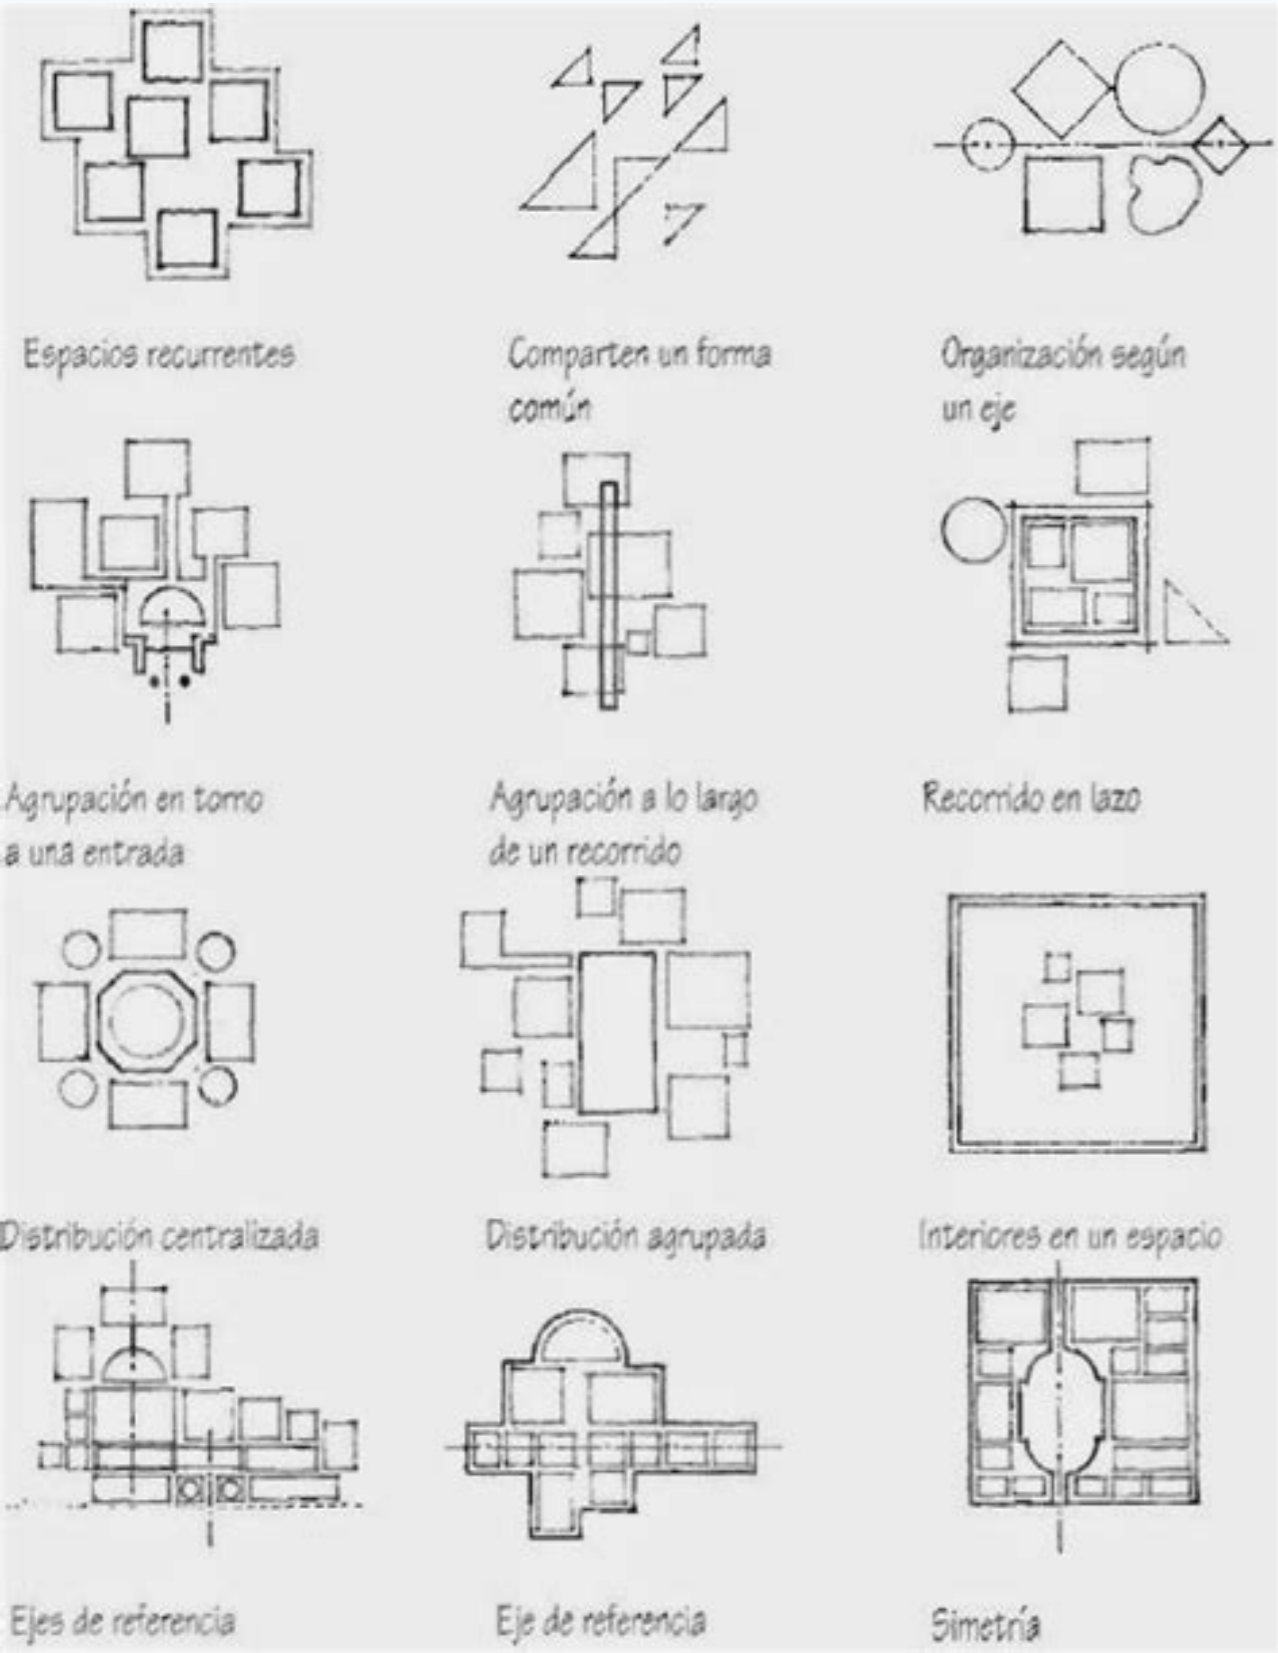 Espacios recurrentes
Comparten un forma
común
Organización según
un eje
Agrupación en torno
a una entrada
Agrupación a lo largo
de un recorrido
Recorrido en lazo
Distribución centralizada
Distribución agrupada
Interiores en un espacio
Ejes de referencia
Eje de referencia
Simetría